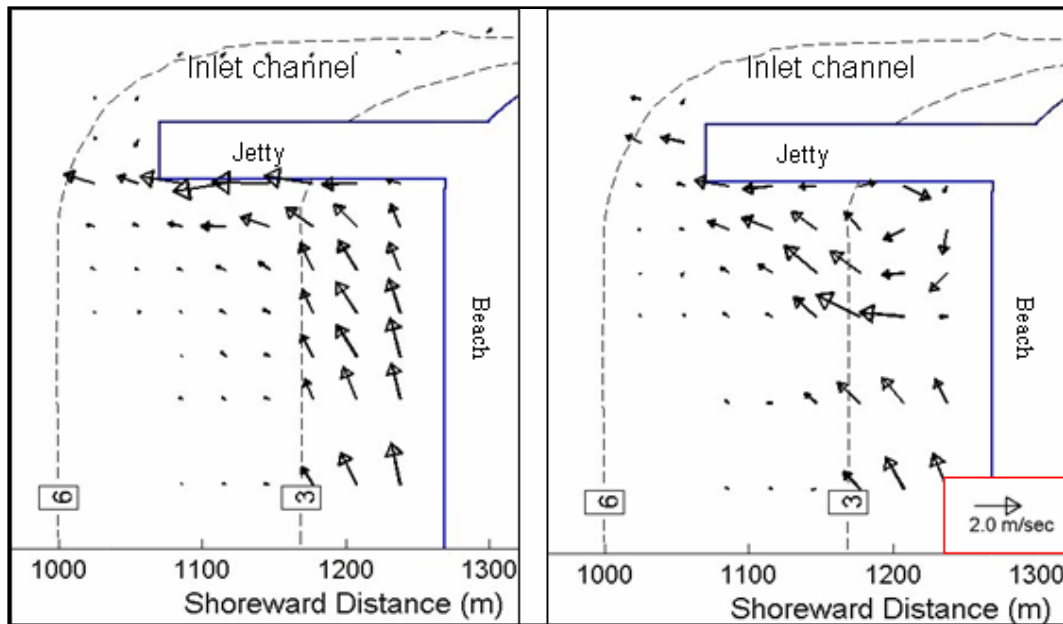 Inlet channel
Jetty
Beach
6
3
1000 1100 1200 1300
Shoreward Distance (m)
Inlet channel
Jetty
Beach
6
3
2.0 m/sec
1000 1100 1200 1300
Shoreward Distance (m)